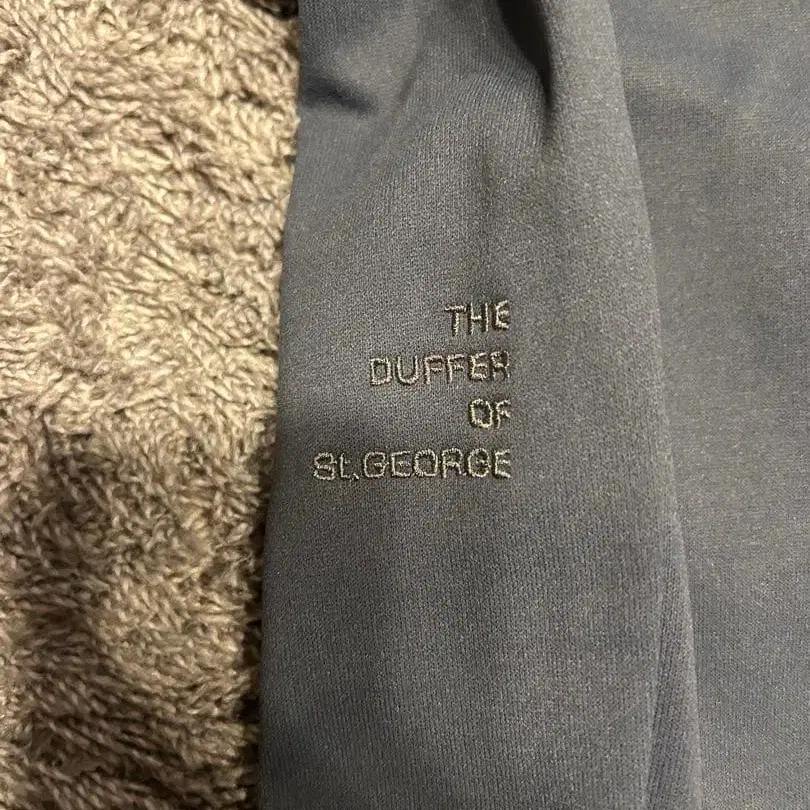 THE
DUFFER
OF
St.GEORGE